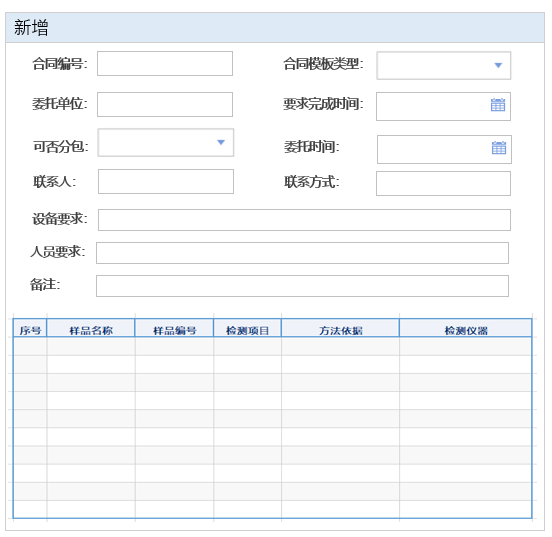 新增
合同编号: 合同模板类型:
委托单位: 要求完成时间:
可否分包: 委托时间:
联系人: 联系方式:
设备要求:
人员要求:
备注:
序号 样品名称 样品编号 检测项目 方法依据 检测仪器